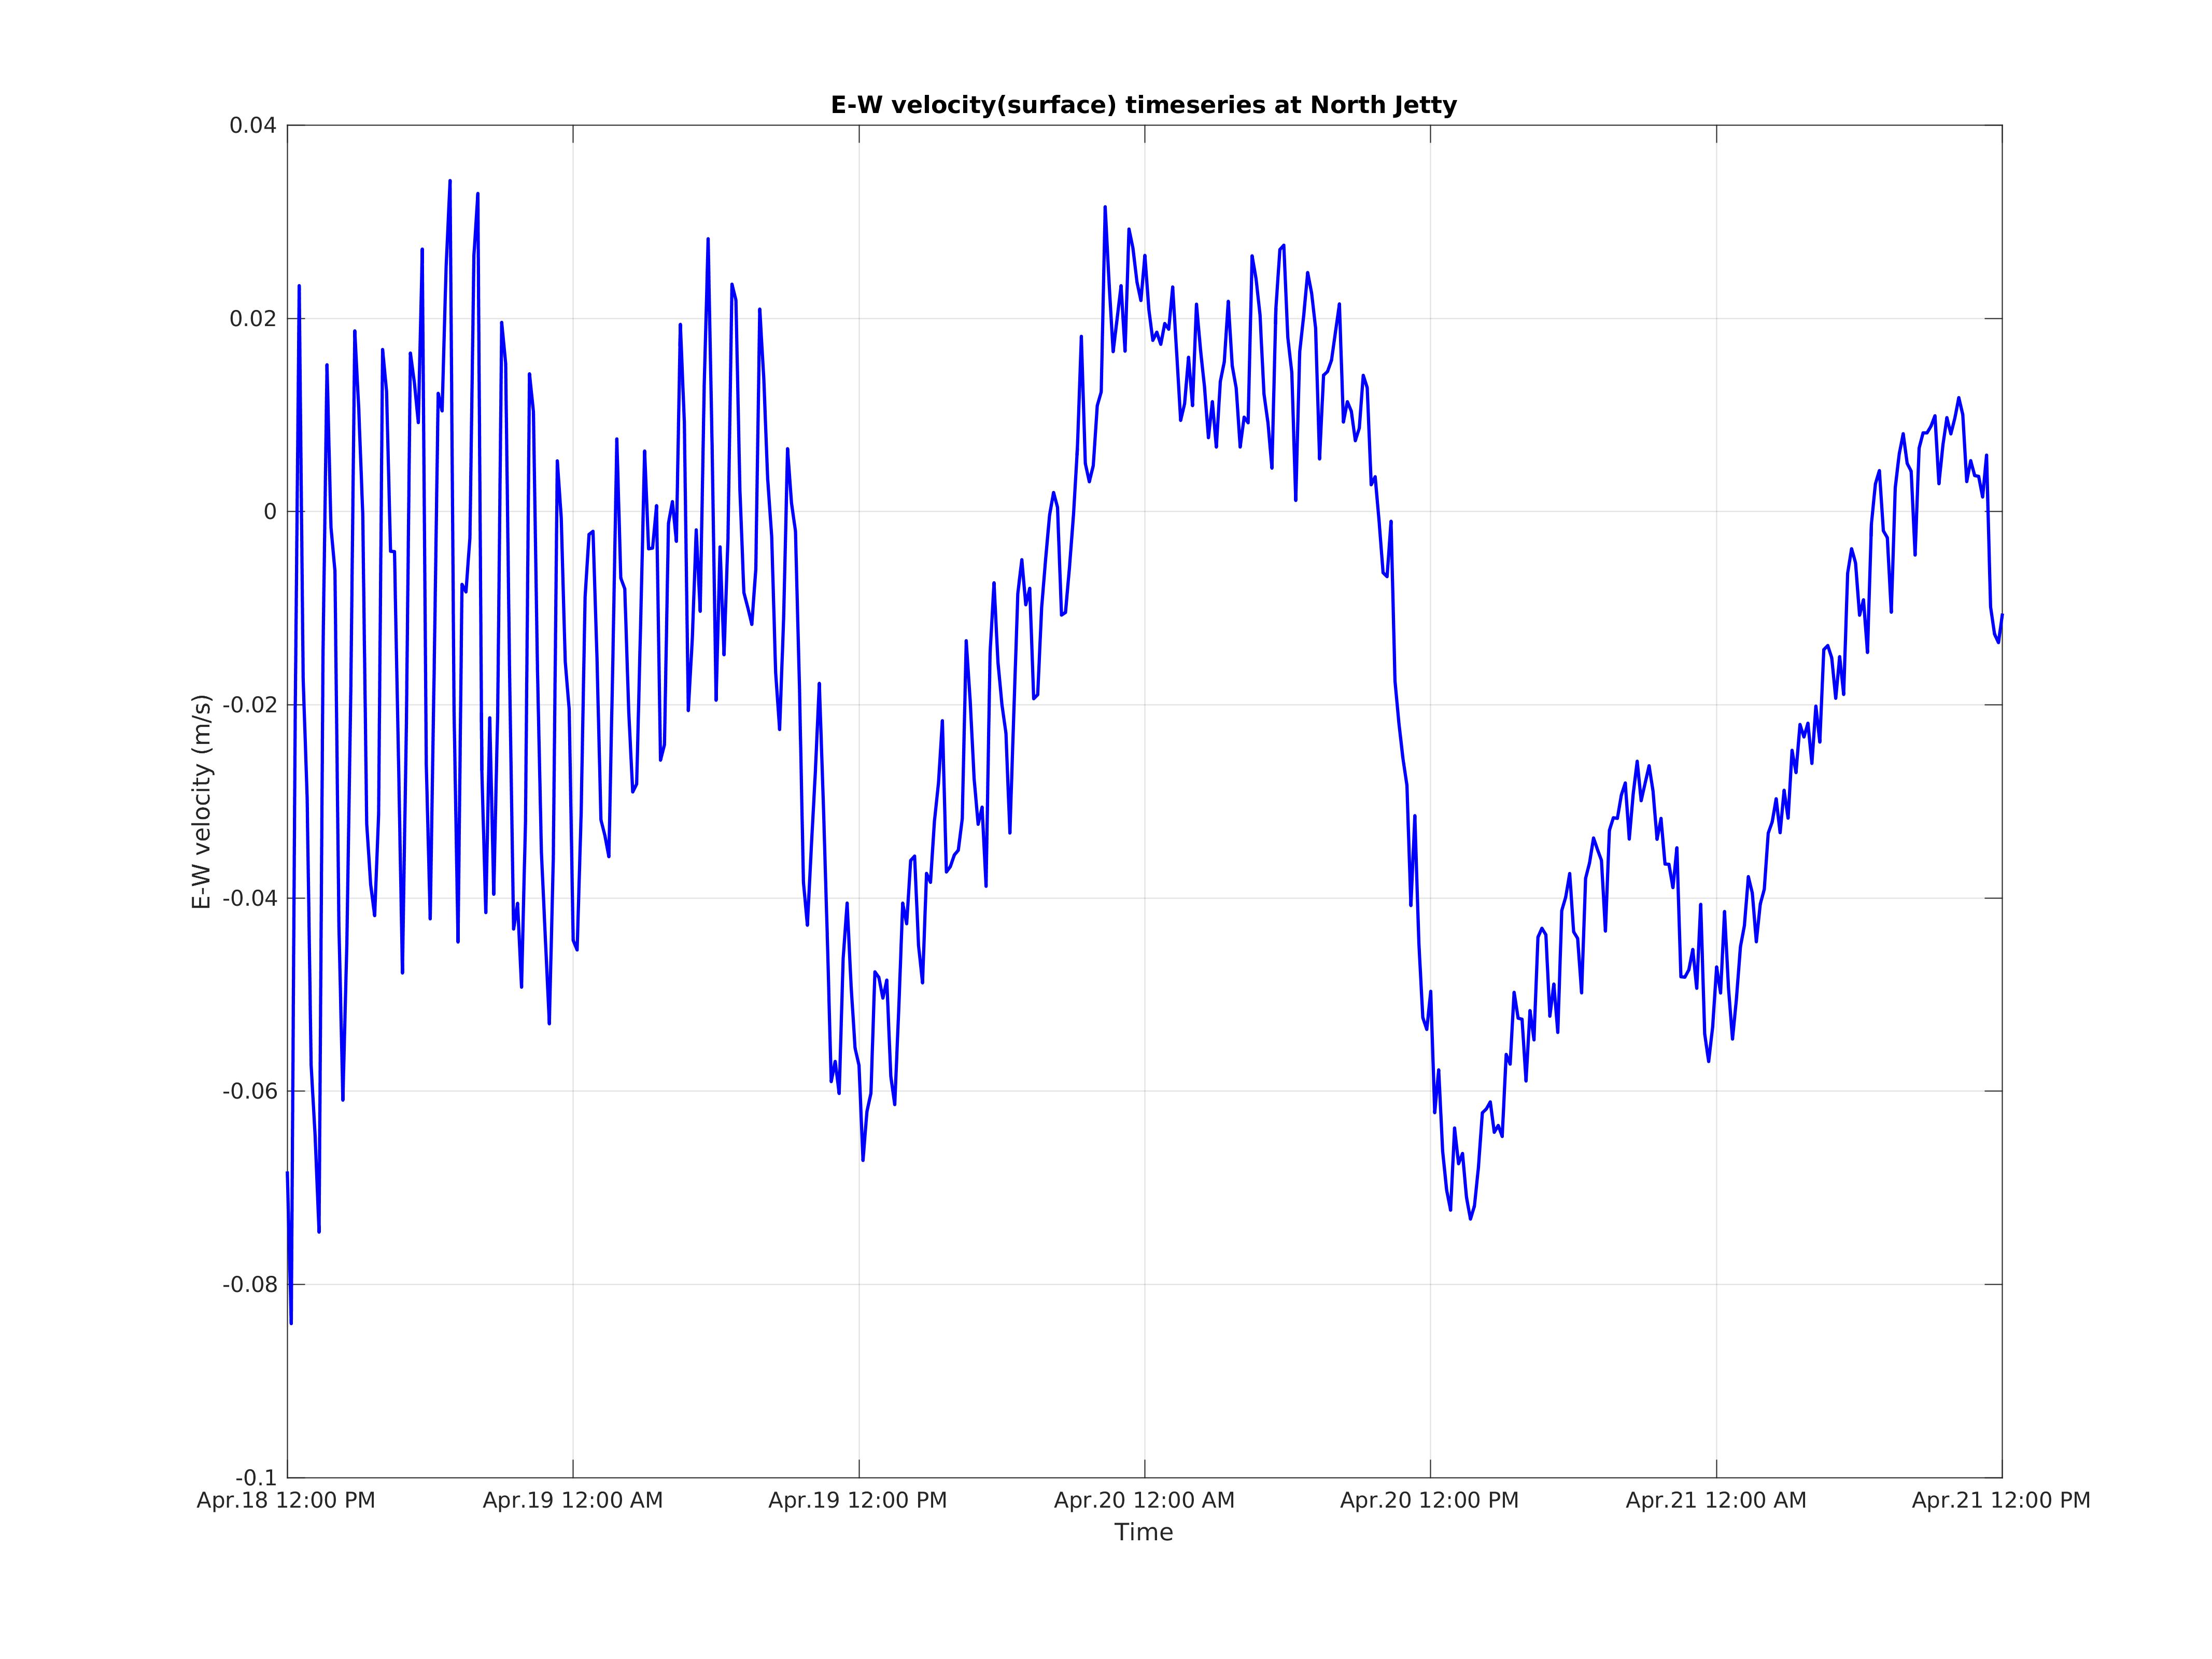 E-W velocity(surface) timeseries at North Jetty
0.04
0.02
0
-0.02
-0.04
-0.06
-0.08
-0.1
E-W velocity (m/s)
Apr.18 12:00 PM
Apr.19 12:00 AM
Apr.19 12:00 PM
Apr.20 12:00 AM
Apr.20 12:00 PM
Apr.21 12:00 AM
Apr.21 12:00 PM
Time